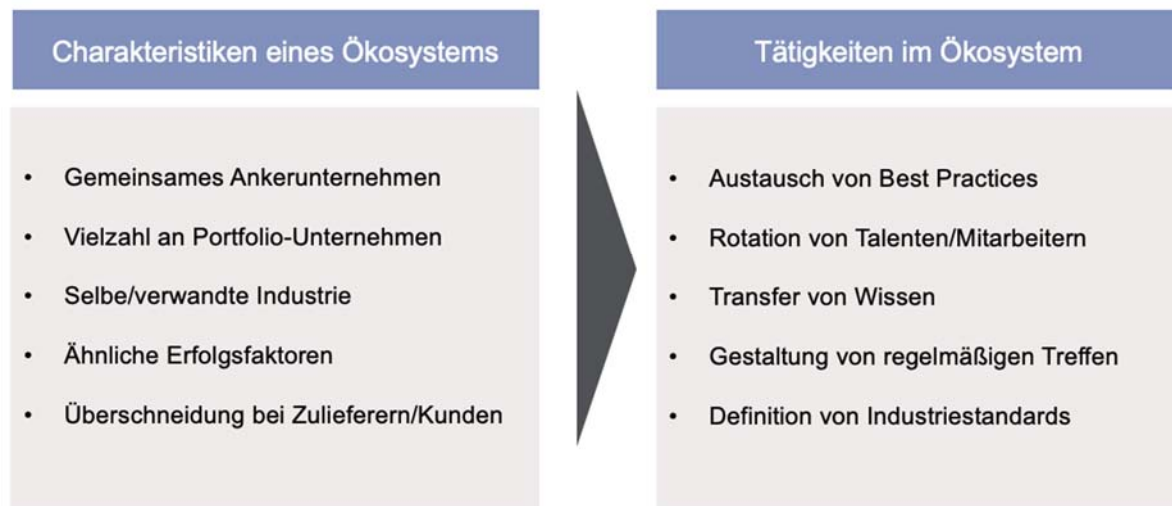 Charakteristiken eines Ökosystems
• Gemeinsames Ankerunternehmen
• Vielzahl an Portfolio-Unternehmen
• Selbe/verwandte Industrie
• Ähnliche Erfolgsfaktoren
• Überschneidung bei Zulieferern/Kunden
Tätigkeiten im Ökosystem
• Austausch von Best Practices
• Rotation von Talenten/Mitarbeitern
• Transfer von Wissen
• Gestaltung von regelmäßigen Treffen
• Definition von Industriestandards